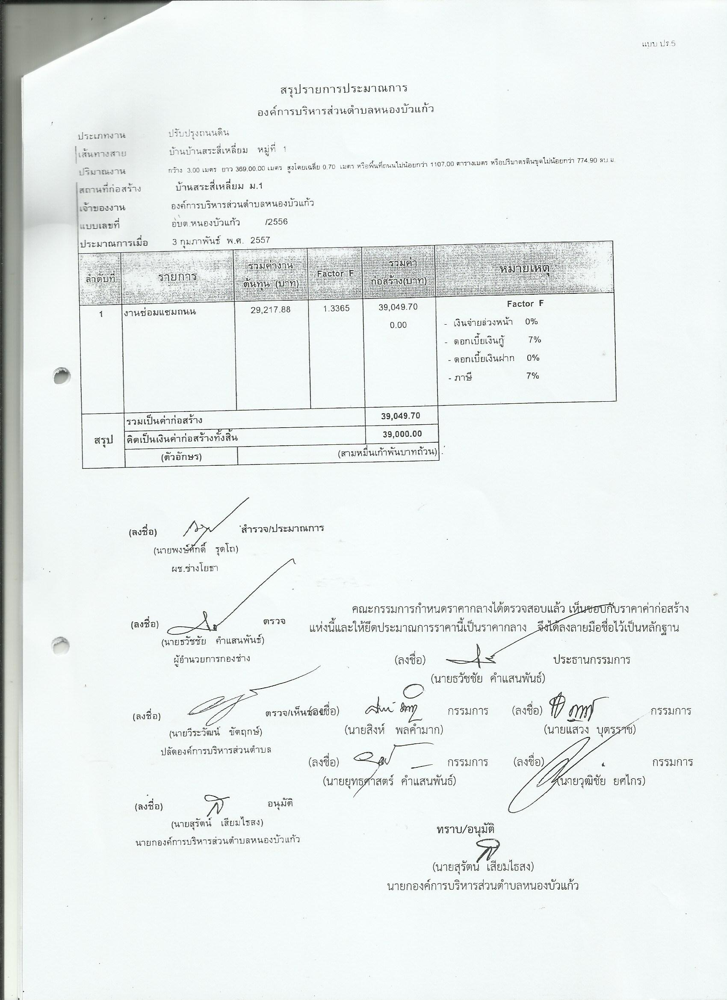 แบบ ปร.5
สรุปรายการประมาณการ
องค์การบริหารส่วนตำบลหนองบัวแก้ว
ประเภทงาน ปรับปรุงถนนดิน
เส้นทางสาย บ้านบ้านสระสี่เหลี่ยม หมู่ที่ 1
ปริมาณงาน กว้าง 3.00 เมตร ยาว 369.00.00 เมตร สูงโดยเฉลี่ย 0.70 เมตร หรือพื้นที่ถนนไม่น้อยกว่า 1107.00 ตารางเมตร หรือปริมาตรดินขุดไม่น้อยกว่า 774.90 ลบ.ม.
สถานที่ก่อสร้าง บ้านสระสี่เหลี่ยม ม.1
เจ้าของงาน องค์การบริหารส่วนตำบลหนองบัวแก้ว
แบบเลขที่ อบต.หนองบัวแก้ว /2556
ประมาณการเมื่อ 3 กุมภาพันธ์ พ.ศ. 2557
ลำดับที่ รายการ รวมค่างาน ต้นทุน (บาท) Factor F รวมค่า ก่อสร้าง(บาท) หมายเหตุ
1 งานซ่อมแซมถนน 29,217.88 1.3365 39,049.70 Factor F
0.00 - เงินจ่ายล่วงหน้า 0%
- ดอกเบี้ยเงินกู้ 7%
- ดอกเบี้ยเงินฝาก 0%
- ภาษี 7%
รวมเป็นค่าก่อสร้าง 39,049.70
สรุป คิดเป็นเงินค่าก่อสร้างทั้งสิ้น 39,000.00
(ตัวอักษร) (สามหมื่นเก้าพันบาทถ้วน)
(ลงชื่อ) สำรวจ/ประมาณการ
(นายพงษ์ศักดิ์ รุดโถ)
ผช.ช่างโยธา
คณะกรรมการกำหนดราคากลางได้ตรวจสอบแล้ว เห็นชอบกับราคาค่าก่อสร้าง
แห่งนี้และให้ยึดประมาณการราคานี้เป็นราคากลาง จึงได้ลงลายมือชื่อไว้เป็นหลักฐาน
(ลงชื่อ) ตรวจ
(นายธวัชชัย คำแสนพันธ์)
ผู้อำนวยการกองช่าง
(ลงชื่อ) ประธานกรรมการ
(นายธวัชชัย คำแสนพันธ์)
(ลงชื่อ) ตรวจ/เห็นชอบ
(นายวีระวัฒน์ ขัดฤกษ์)
ปลัดองค์การบริหารส่วนตำบล
(ลงชื่อ) กรรมการ (ลงชื่อ) กรรมการ
(นายสิงห์ พลคำมาก) (นายแสวง บุตรราช)
(ลงชื่อ) กรรมการ (ลงชื่อ) กรรมการ
(นายยุทธศาสตร์ คำแสนพันธ์) (นายวุฒิชัย ยศไกร)
(ลงชื่อ) อนุมัติ
(นายสุรัตน์ เสียมไธสง)
นายกองค์การบริหารส่วนตำบลหนองบัวแก้ว
ทราบ/อนุมัติ
(นายสุรัตน์ เสียมไธสง)
นายกองค์การบริหารส่วนตำบลหนองบัวแก้ว